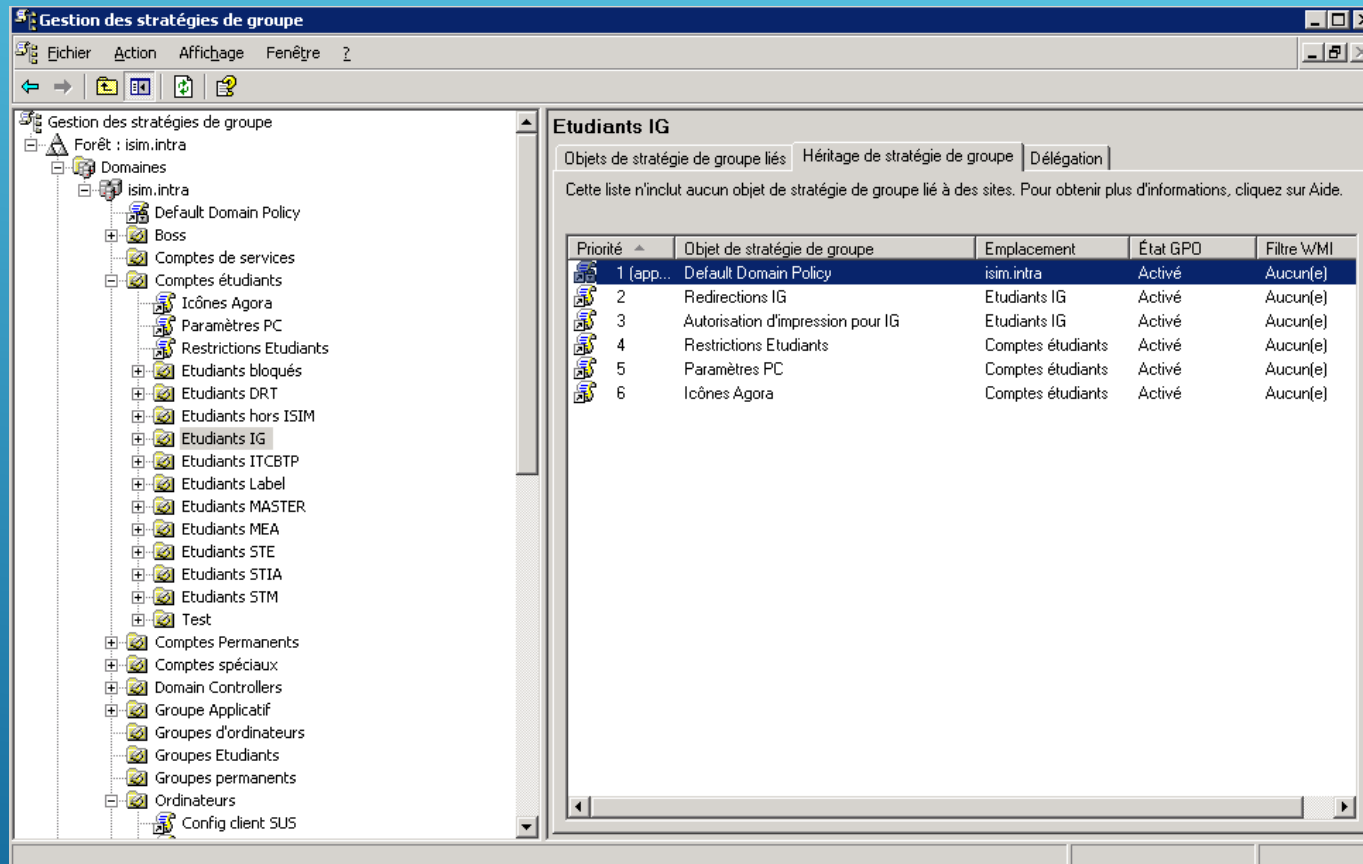 Gestion des stratégies de groupe
Fichier Action Affichage Fenêtre ?
Gestion des stratégies de groupe
Forêt : isim.intra
Domaines
isim.intra
Default Domain Policy
Boss
Comptes de services
Comptes étudiants
Icônes Agora
Paramètres PC
Restrictions Etudiants
Etudiants bloqués
Etudiants DRT
Etudiants hors ISIM
Etudiants IG
Etudiants ITCBTP
Etudiants Label
Etudiants MASTER
Etudiants MEA
Etudiants STE
Etudiants STIA
Etudiants STM
Test
Comptes Permanents
Comptes spéciaux
Domain Controllers
Groupe Applicatif
Groupes d'ordinateurs
Groupes Etudiants
Groupes permanents
Ordinateurs
Config client SUS
Etudiants IG
Objets de stratégie de groupe liés Héritage de stratégie de groupe Délégation
Cette liste n'inclut aucun objet de stratégie de groupe lié à des sites. Pour obtenir plus d'informations, cliquez sur Aide.
Priorité Objet de stratégie de groupe Emplacement État GPO Filtre WMI
1 (app... Default Domain Policy isim.intra Activé Aucun(e)
2 Redirections IG Etudiants IG Activé Aucun(e)
3 Autorisation d'impression pour IG Etudiants IG Activé Aucun(e)
4 Restrictions Etudiants Comptes étudiants Activé Aucun(e)
5 Paramètres PC Comptes étudiants Activé Aucun(e)
6 Icônes Agora Comptes étudiants Activé Aucun(e)